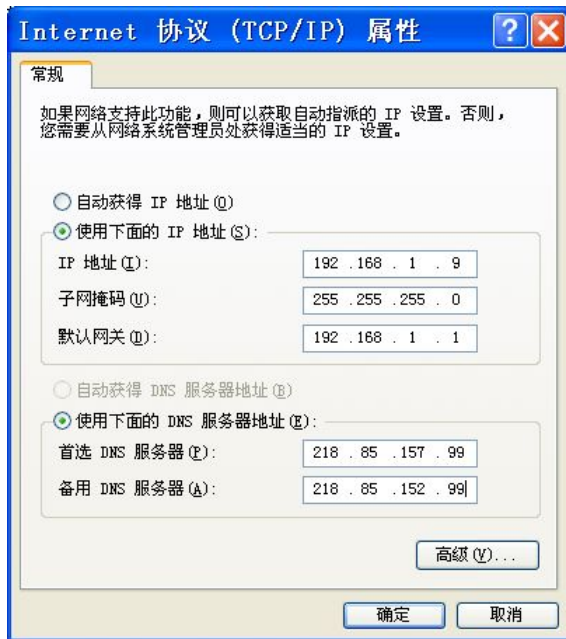 Internet 协议 (TCP/IP) 属性
常规
如果网络支持此功能，则可以获取自动指派的 IP 设置。否则，
您需要从网络系统管理员处获得适当的 IP 设置。
自动获得 IP 地址(O)
使用下面的 IP 地址(S):
IP 地址(I): 192 .168 . 1 . 9
子网掩码(U): 255 .255 .255 . 0
默认网关(D): 192 .168 . 1 . 1
自动获得 DNS 服务器地址(B)
使用下面的 DNS 服务器地址(E):
首选 DNS 服务器(P): 218 . 85 .157 . 99
备用 DNS 服务器(A): 218 . 85 .152 . 99
高级(V)...
确定 取消